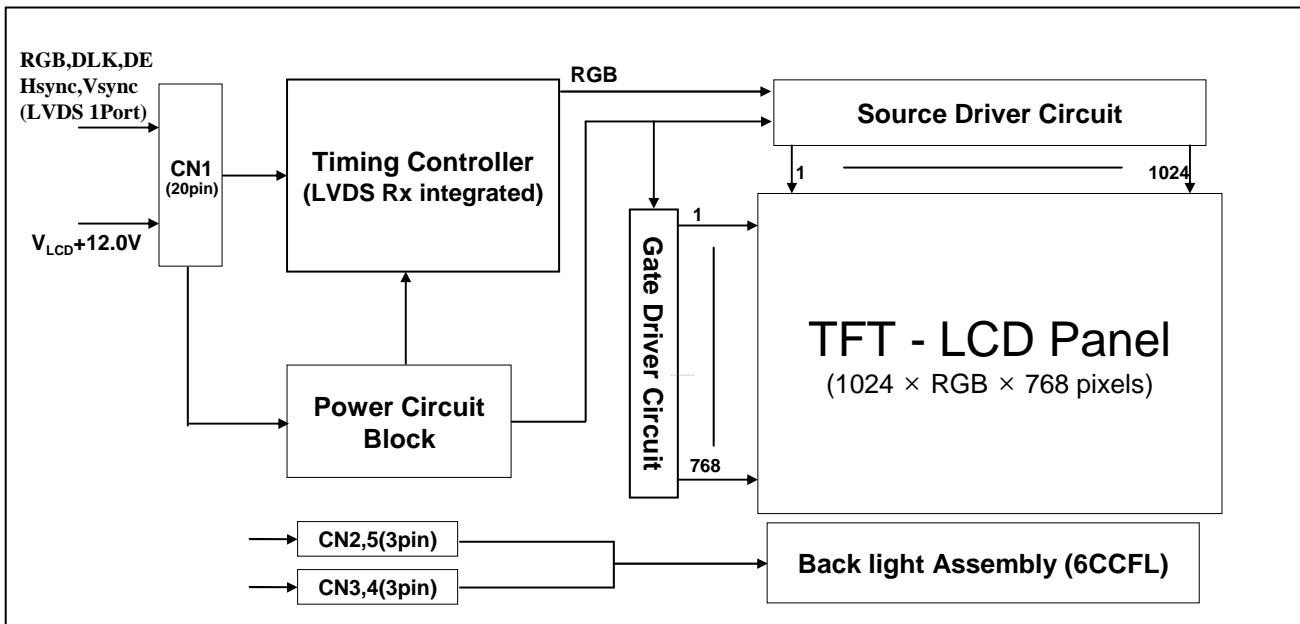 RGB,DLK,DE
Hsync,Vsync
(LVDS 1Port)
CN1
(20pin)
VLCD+12.0V
Timing Controller
(LVDS Rx integrated)
RGB
Source Driver Circuit
1
1024
Gate Driver Circuit
1
768
TFT - LCD Panel
(1024 × RGB × 768 pixels)
Power Circuit
Block
CN2,5(3pin)
CN3,4(3pin)
Back light Assembly (6CCFL)